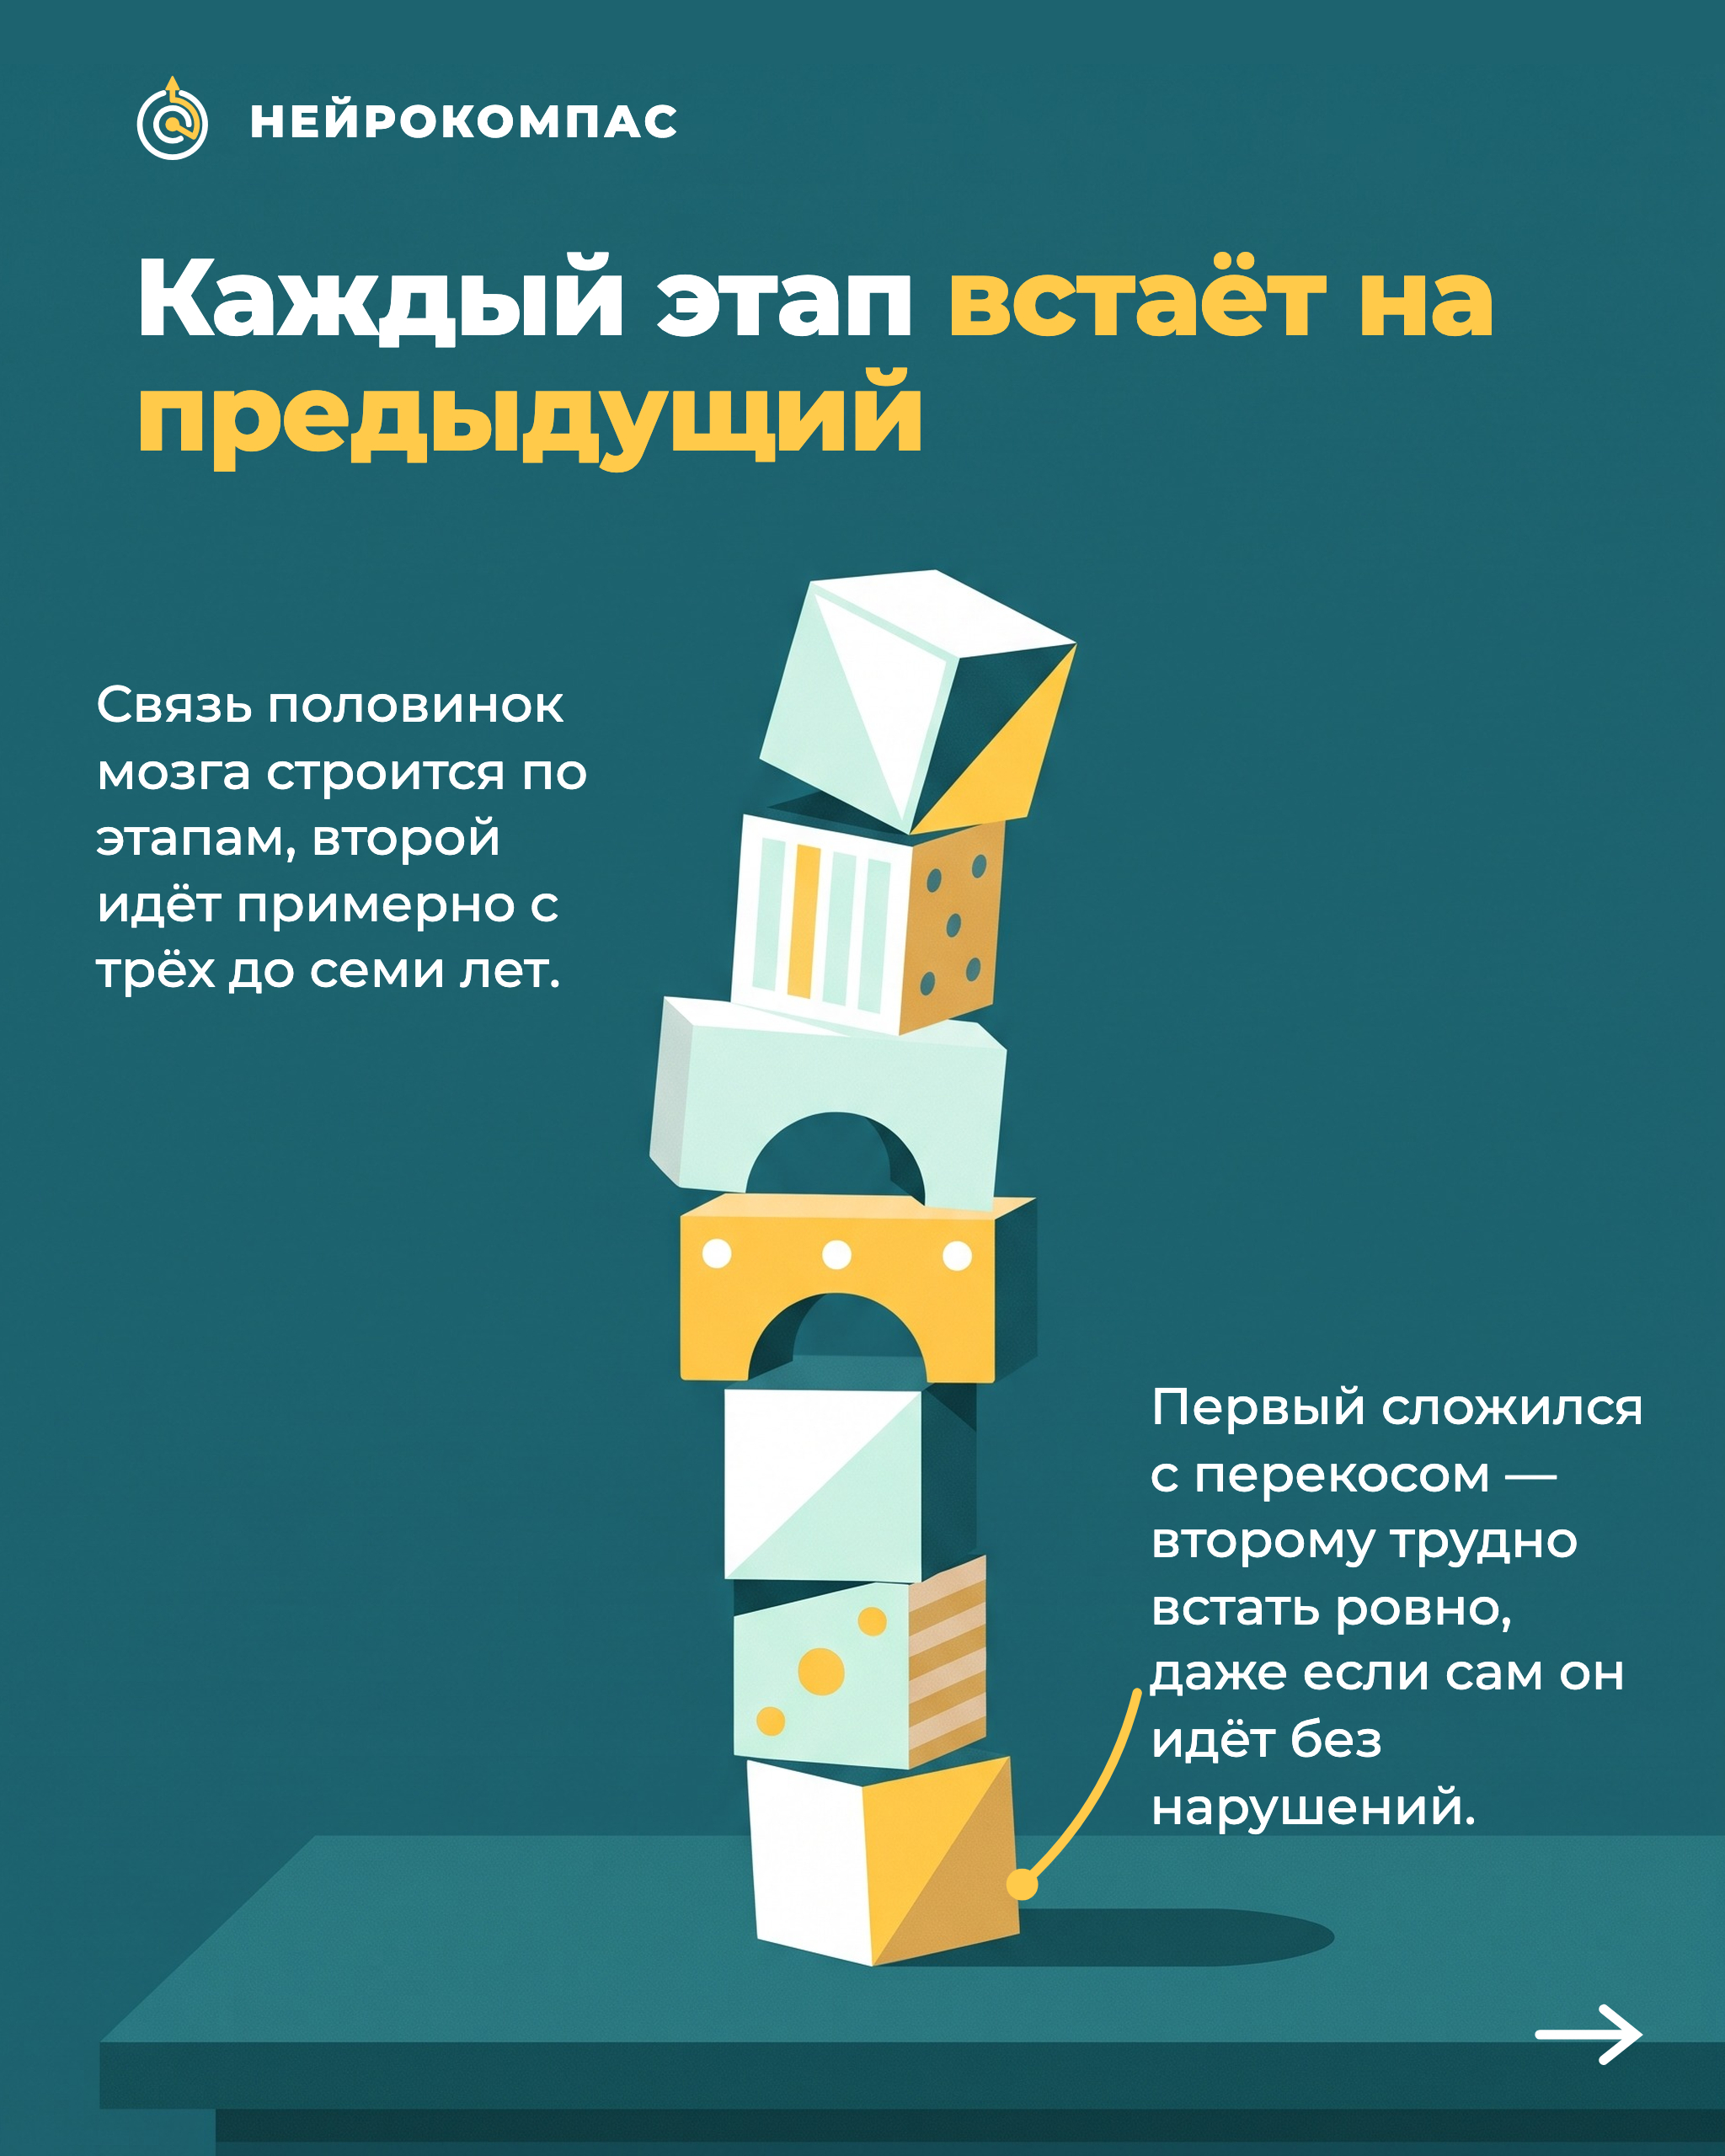 НЕЙРОКОМПАС
Каждый этап встаёт на
предыдущий
Связь половинок
мозга строится по
этапам, второй
идёт примерно с
трёх до семи лет.
Первый сложился
с перекосом —
второму трудно
встать ровно,
даже если сам он
идёт без
нарушений.